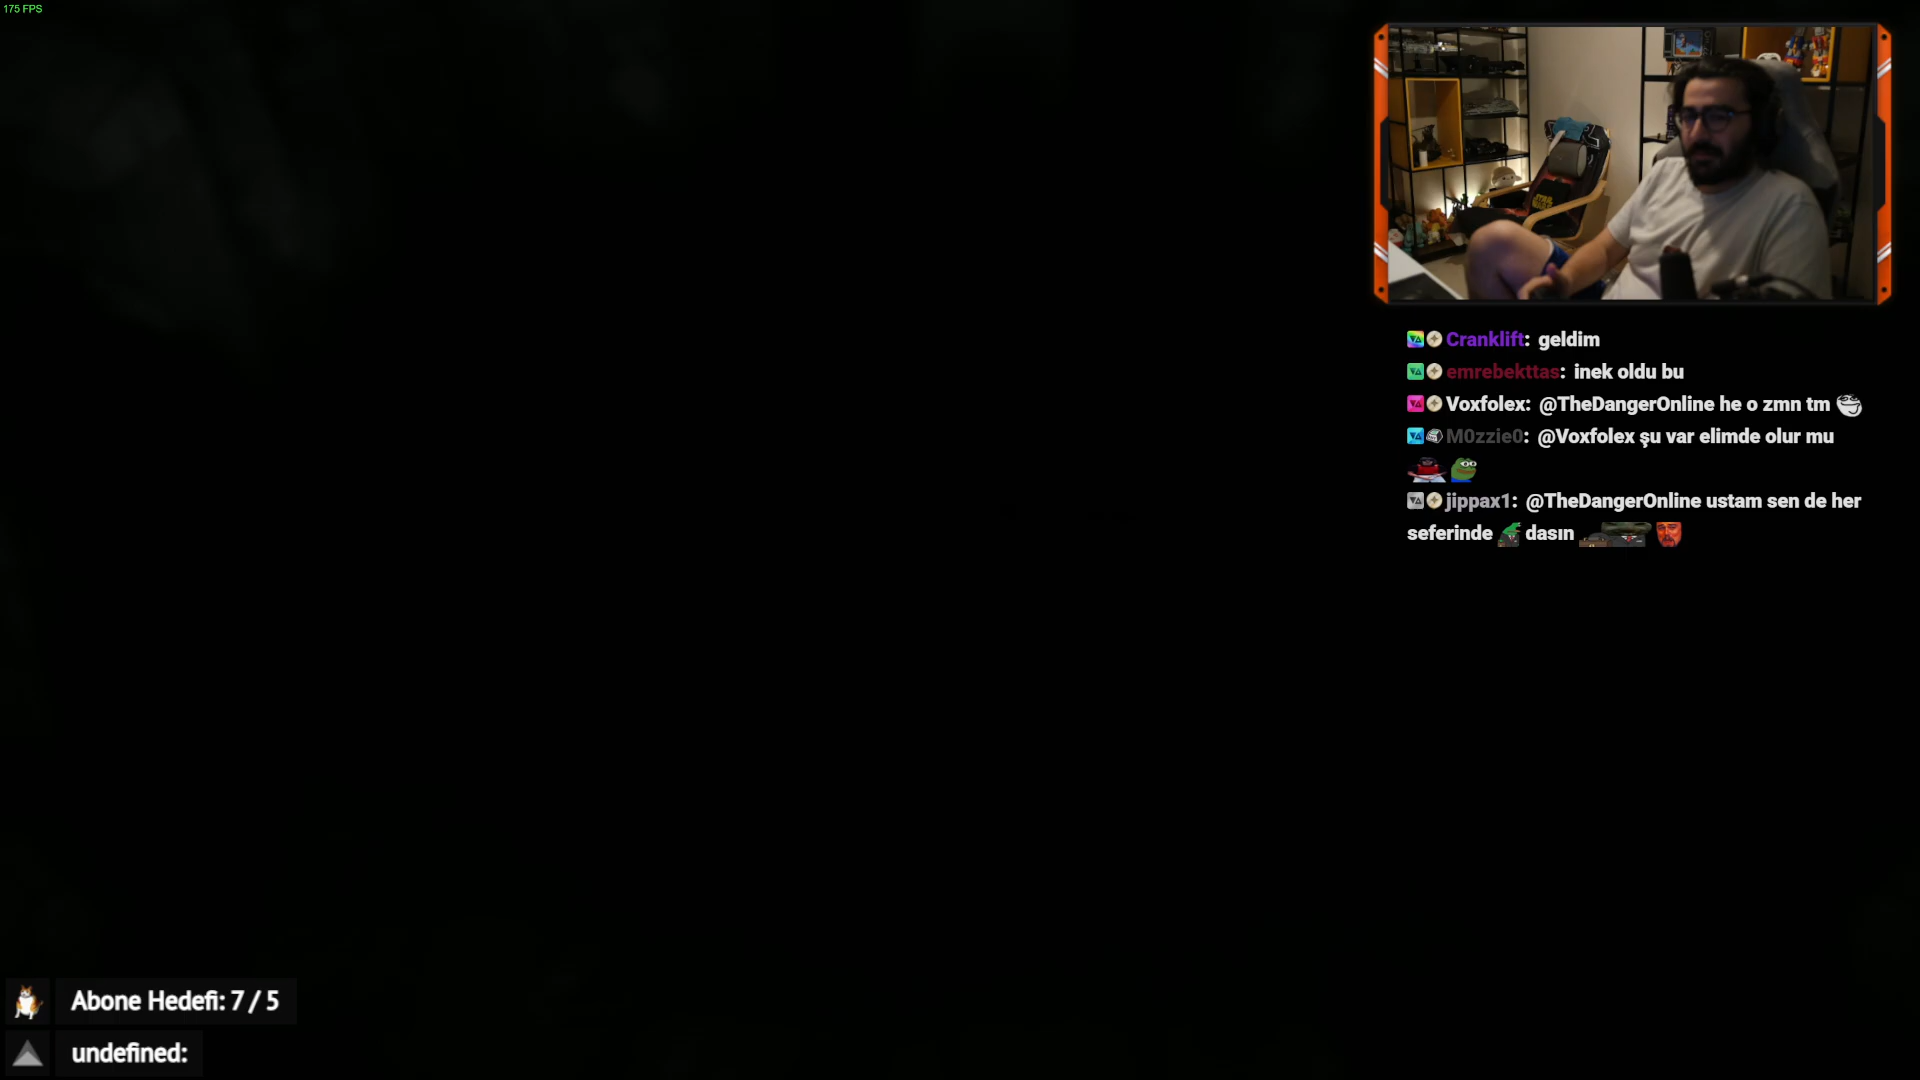 175 FPS
Cranklift: geldim
emrebekttas: inek oldu bu
Voxfolex: @TheDangerOnline he o zmn tm
M0zzie0: @Voxfolex şu var elimde olur mu
jippax1: @TheDangerOnline ustam sen de her
seferinde dasın
Abone Hedefi: 7 / 5
undefined: